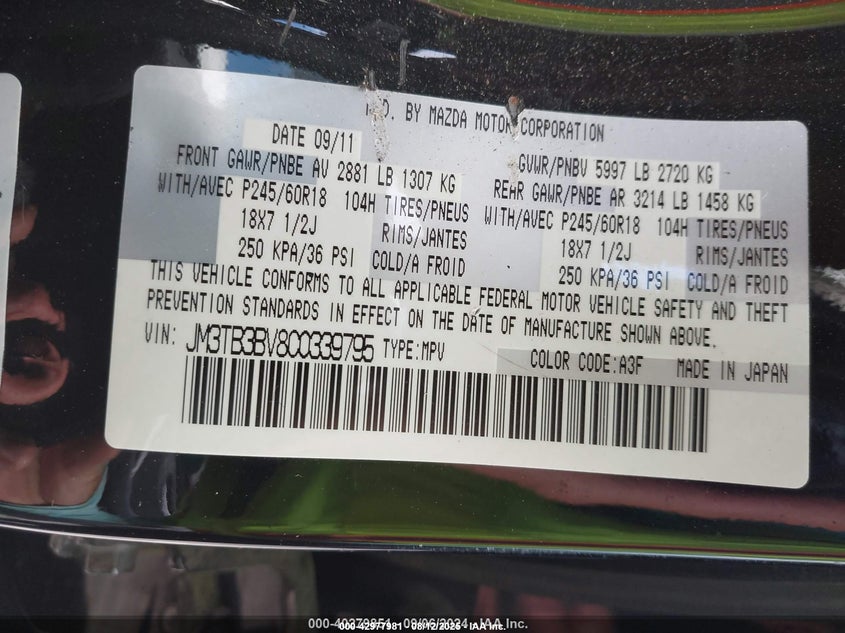 BY MAZDA MOTOR CORPORATION
DATE 09/11
FRONT GAWR/PNBE AV 2881 LB 1307 KG GVWR/PNBV 5997 LB 2720 KG
WITH/AVEC P245/60R18 104H TIRES/PNEUS REAR GAWR/PNBE AR 3214 LB 1458 KG
18X7 1/2J RIMS/JANTES WITH/AVEC P245/60R18 104H TIRES/PNEUS
250 KPA/36 PSI COLD/A FROID 18X7 1/2J RIMS/JANTES
250 KPA/36 PSI COLD/A FROID
THIS VEHICLE CONFORMS TO ALL APPLICABLE FEDERAL MOTOR VEHICLE SAFETY AND THEFT
PREVENTION STANDARDS IN EFFECT ON THE DATE OF MANUFACTURE SHOWN ABOVE.
VIN: JM3TB3BV8C0339795 TYPE:MPV
COLOR CODE:A3F MADE IN JAPAN
000-42977981 IAA Inc.